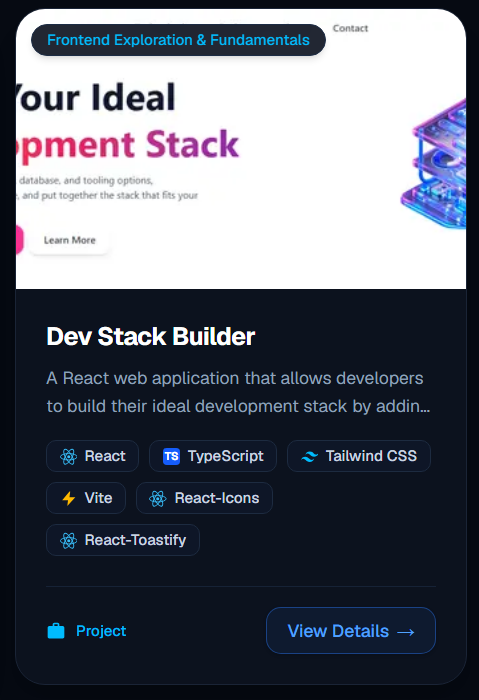 Frontend Exploration & Fundamentals
Contact
Your Ideal
opment Stack
database, and tooling options,
, and put together the stack that fits your
Learn More
Dev Stack Builder
A React web application that allows developers
to build their ideal development stack by addin...
React
TS TypeScript
Tailwind CSS
Vite
React-Icons
React-Toastify
Project
View Details →